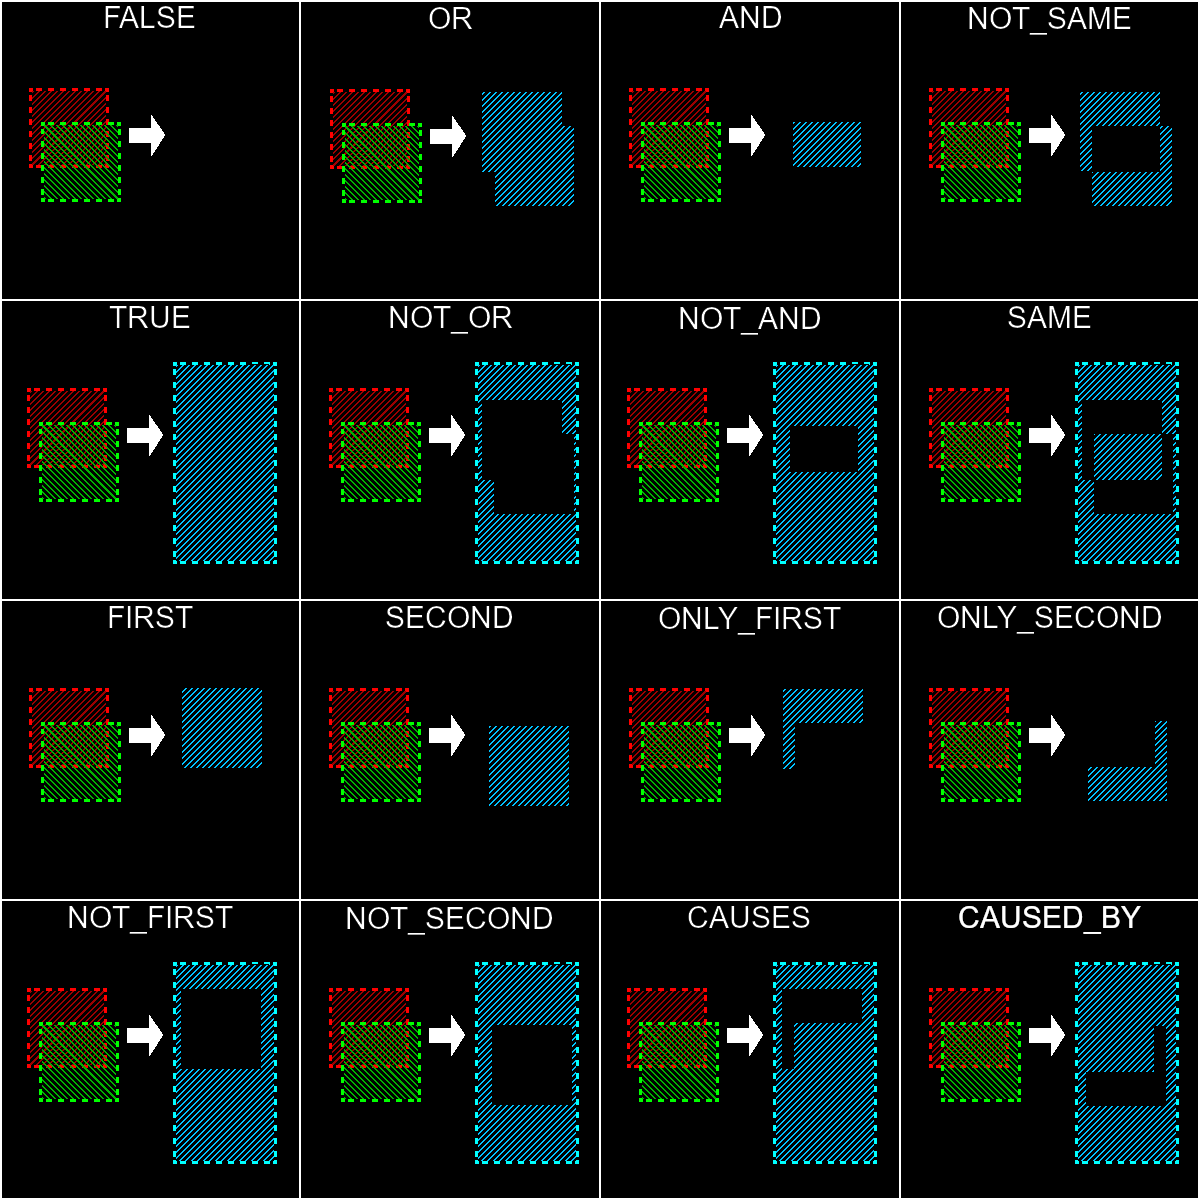 FALSE
OR
AND
NOT_SAME
TRUE
NOT_OR
NOT_AND
SAME
FIRST
SECOND
ONLY_FIRST
ONLY_SECOND
NOT_FIRST
NOT_SECOND
CAUSES
CAUSED_BY